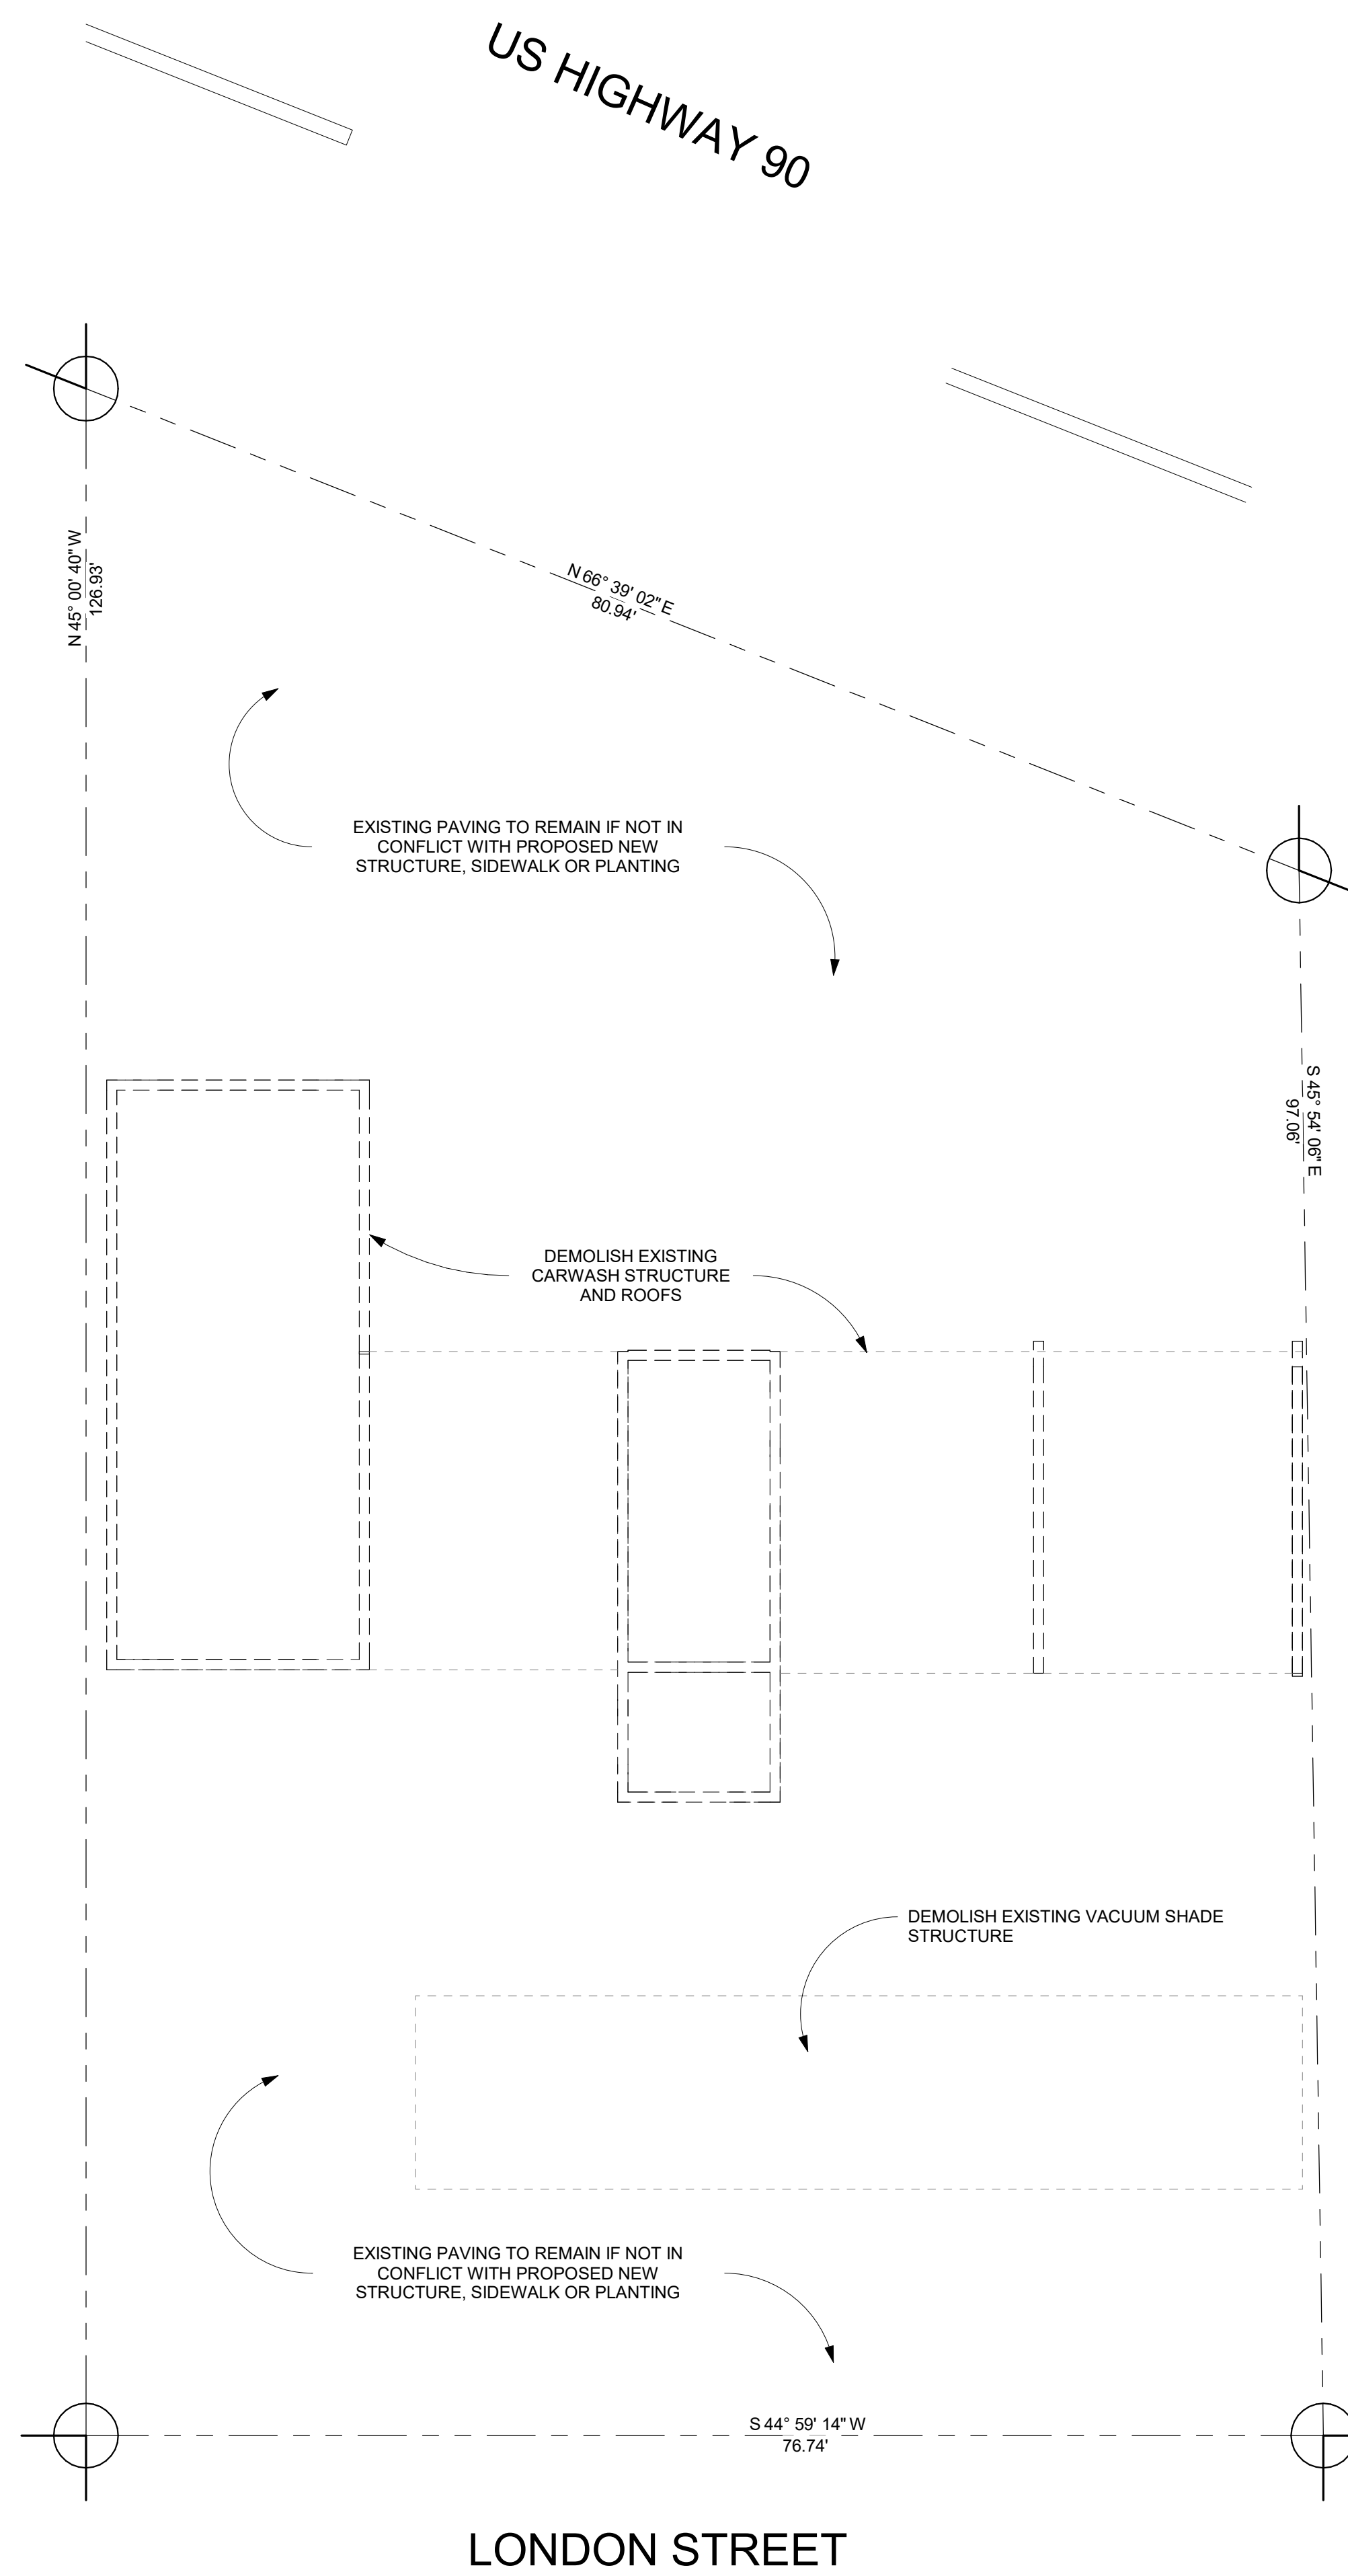 US HIGHWAY 90
N 45° 00' 40" W
126.93'
N 66° 39' 02" E
80.94'
EXISTING PAVING TO REMAIN IF NOT IN
CONFLICT WITH PROPOSED NEW
STRUCTURE, SIDEWALK OR PLANTING
S 45° 54' 06" E
97.06'
DEMOLISH EXISTING
CARWASH STRUCTURE
AND ROOFS
DEMOLISH EXISTING VACUUM SHADE
STRUCTURE
EXISTING PAVING TO REMAIN IF NOT IN
CONFLICT WITH PROPOSED NEW
STRUCTURE, SIDEWALK OR PLANTING
S 44° 59' 14" W
76.74'
LONDON STREET